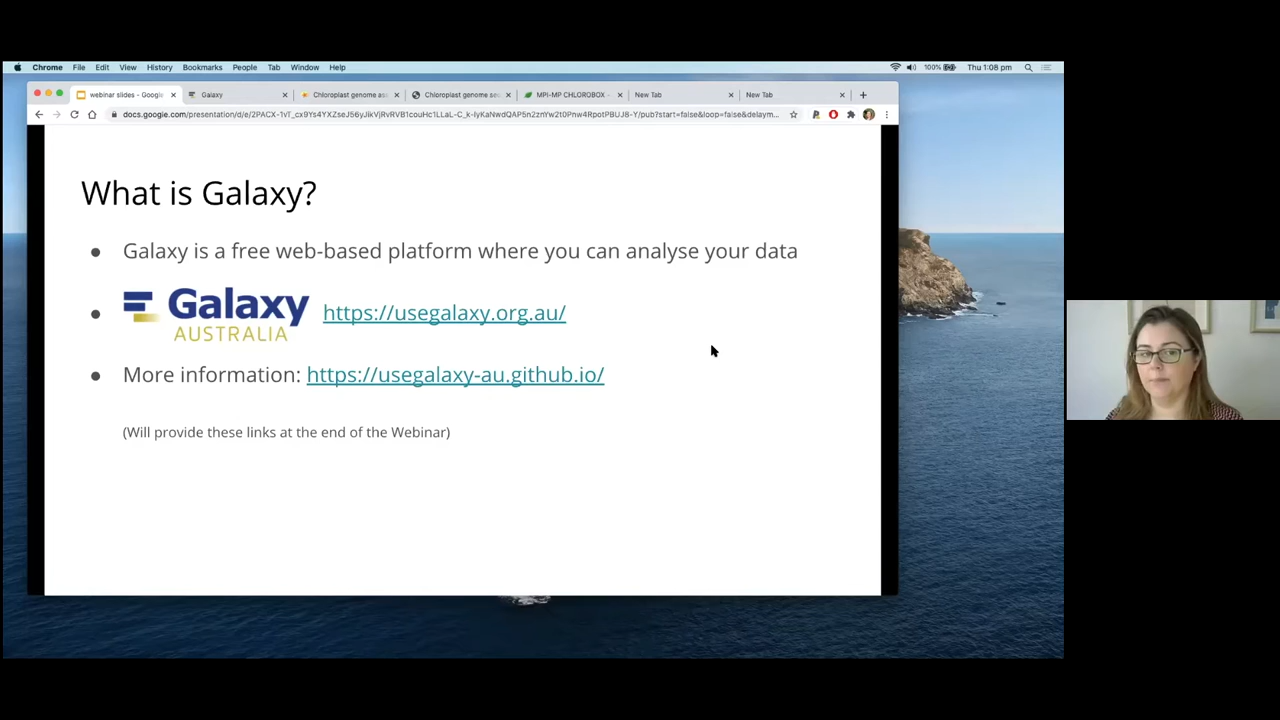 Chrome File Edit View History Bookmarks People Tab Window Help 100% Thu 1:08 pm
webinar slides - Google Galaxy Chloroplast genome as Chloroplast genome se MPI-MP CHLOROBOX - New Tab New Tab
What is Galaxy?
● Galaxy is a free web-based platform where you can analyse your data
● Galaxy https://usegalaxy.org.au/
AUSTRALIA
● More information: https://usegalaxy-au.github.io/
(Will provide these links at the end of the Webinar)